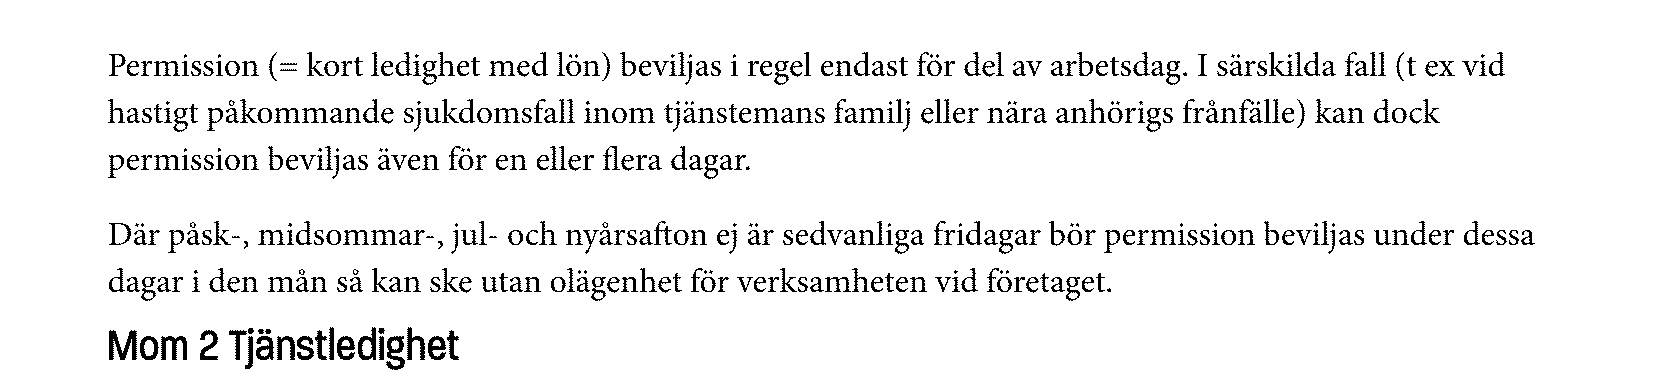 Permission (= kort ledighet med lön) beviljas i regel endast för del av arbetsdag. I särskilda fall (t ex vid
hastigt påkommande sjukdomsfall inom tjänstemans familj eller nära anhörigs frånfälle) kan dock
permission beviljas även för en eller flera dagar.
Där påsk-, midsommar-, jul- och nyårsafton ej är sedvanliga fridagar bör permission beviljas under dessa
dagar i den mån så kan ske utan olägenhet för verksamheten vid företaget.
Mom 2 Tjänstledighet